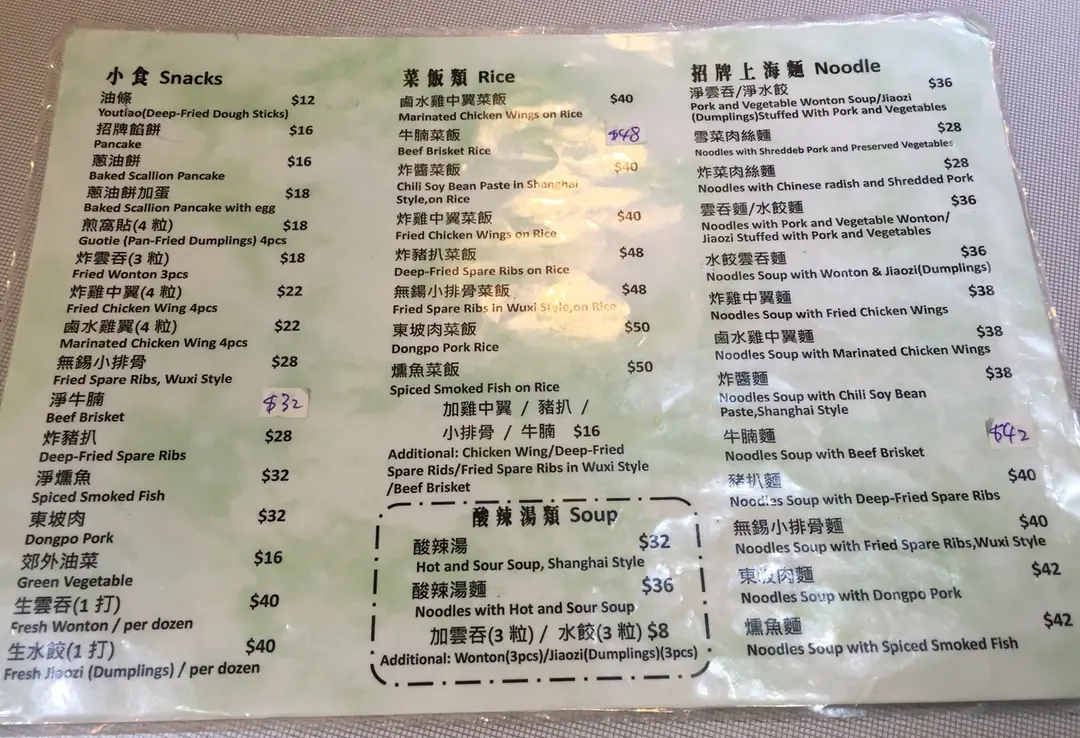 小食 Snacks
油條 $12
Youtiao(Deep-Fried Dough Sticks)
招牌餡餅 $16
Pancake
蔥油餅 $16
Baked Scallion Pancake
蔥油餅加蛋 $18
Baked Scallion Pancake with egg
煎窩貼(4 粒) $18
Guotie (Pan-Fried Dumplings) 4pcs
炸雲吞(3 粒) $18
Fried Wonton 3pcs
炸雞中翼(4 粒) $22
Fried Chicken Wing 4pcs
鹵水雞翼(4 粒) $22
Marinated Chicken Wing 4pcs
無錫小排骨 $28
Fried Spare Ribs, Wuxi Style
淨牛腩 $32
Beef Brisket
炸豬扒 $28
Deep-Fried Spare Ribs
淨燻魚 $32
Spiced Smoked Fish
東坡肉 $32
Dongpo Pork
郊外油菜 $16
Green Vegetable
生雲吞(1 打) $40
Fresh Wonton / per dozen
生水餃(1 打) $40
Fresh Jiaozi (Dumplings) / per dozen
菜飯類 Rice
鹵水雞中翼菜飯 $40
Marinated Chicken Wings on Rice
牛腩菜飯 $48
Beef Brisket Rice
炸醬菜飯 $40
Chili Soy Bean Paste in Shanghai
Style,on Rice
炸雞中翼菜飯 $40
Fried Chicken Wings on Rice
炸豬扒菜飯 $48
Deep-Fried Spare Ribs on Rice
無錫小排骨菜飯 $48
Fried Spare Ribs in Wuxi Style,on Rice
東坡肉菜飯 $50
Dongpo Pork Rice
燻魚菜飯 $50
Spiced Smoked Fish on Rice
加雞中翼 / 豬扒 /
小排骨 / 牛腩 $16
Additional: Chicken Wing/Deep-Fried
Spare Rids/Fried Spare Ribs in Wuxi Style
/Beef Brisket
酸辣湯類 Soup
酸辣湯 $32
Hot and Sour Soup, Shanghai Style
酸辣湯麵 $36
Noodles with Hot and Sour Soup
加雲吞(3 粒) / 水餃(3 粒) $8
Additional: Wonton(3pcs)/Jiaozi(Dumplings)(3pcs)
招牌上海麵 Noodle
淨雲吞/淨水餃 $36
Pork and Vegetable Wonton Soup/Jiaozi
(Dumplings)Stuffed With Pork and Vegetables
雪菜肉絲麵 $28
Noodles with Shreddeb Pork and Preserved Vegetables
炸菜肉絲麵 $28
Noodles with Chinese radish and Shredded Pork
雲吞麵/水餃麵 $36
Noodles with Pork and Vegetable Wonton/
Jiaozi Stuffed with Pork and Vegetables
水餃雲吞麵 $36
Noodles Soup with Wonton & Jiaozi(Dumplings)
炸雞中翼麵 $38
Noodles Soup with Fried Chicken Wings
鹵水雞中翼麵 $38
Noodles Soup with Marinated Chicken Wings
炸醬麵 $38
Noodles Soup with Chili Soy Bean
Paste,Shanghai Style
牛腩麵 $42
Noodles Soup with Beef Brisket
豬扒麵 $40
Noodles Soup with Deep-Fried Spare Ribs
無錫小排骨麵 $40
Noodles Soup with Fried Spare Ribs,Wuxi Style
東坡肉麵 $42
Noodles Soup with Dongpo Pork
燻魚麵 $42
Noodles Soup with Spiced Smoked Fish